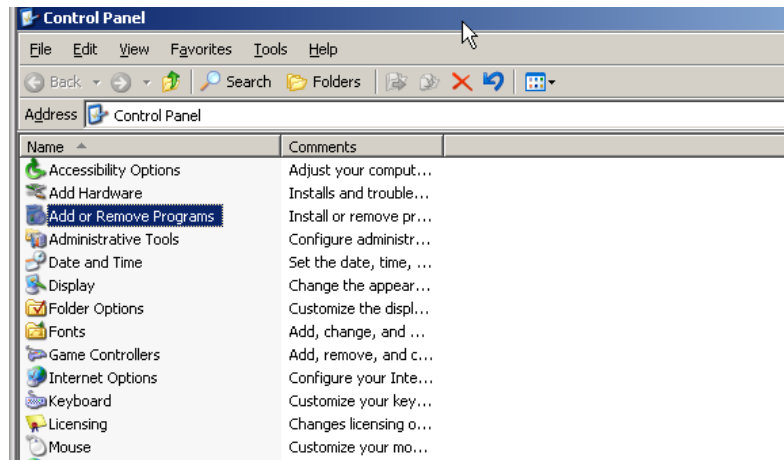 Control Panel
File Edit View Favorites Tools Help
Back Search Folders
Address Control Panel
Name Comments
Accessibility Options Adjust your comput...
Add Hardware Installs and trouble...
Add or Remove Programs Install or remove pr...
Administrative Tools Configure administr...
Date and Time Set the date, time, ...
Display Change the appear...
Folder Options Customize the displ...
Fonts Add, change, and ...
Game Controllers Add, remove, and c...
Internet Options Configure your Inte...
Keyboard Customize your key...
Licensing Changes licensing o...
Mouse Customize your mo...